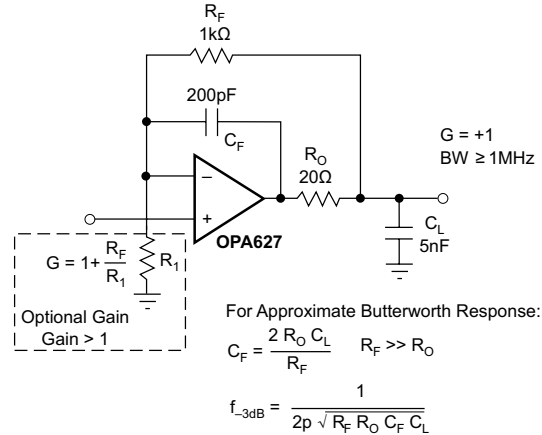 R_F
1kΩ
200pF
C_F
R_O
20Ω
G = +1
BW ≥ 1MHz
−
+
OPA627
C_L
5nF
G = 1+ R_F / R_1
R_1
Optional Gain
Gain > 1
For Approximate Butterworth Response:
C_F = 2 R_O C_L / R_F    R_F >> R_O
f_–3dB = 1 / 2p √ R_F R_O C_F C_L